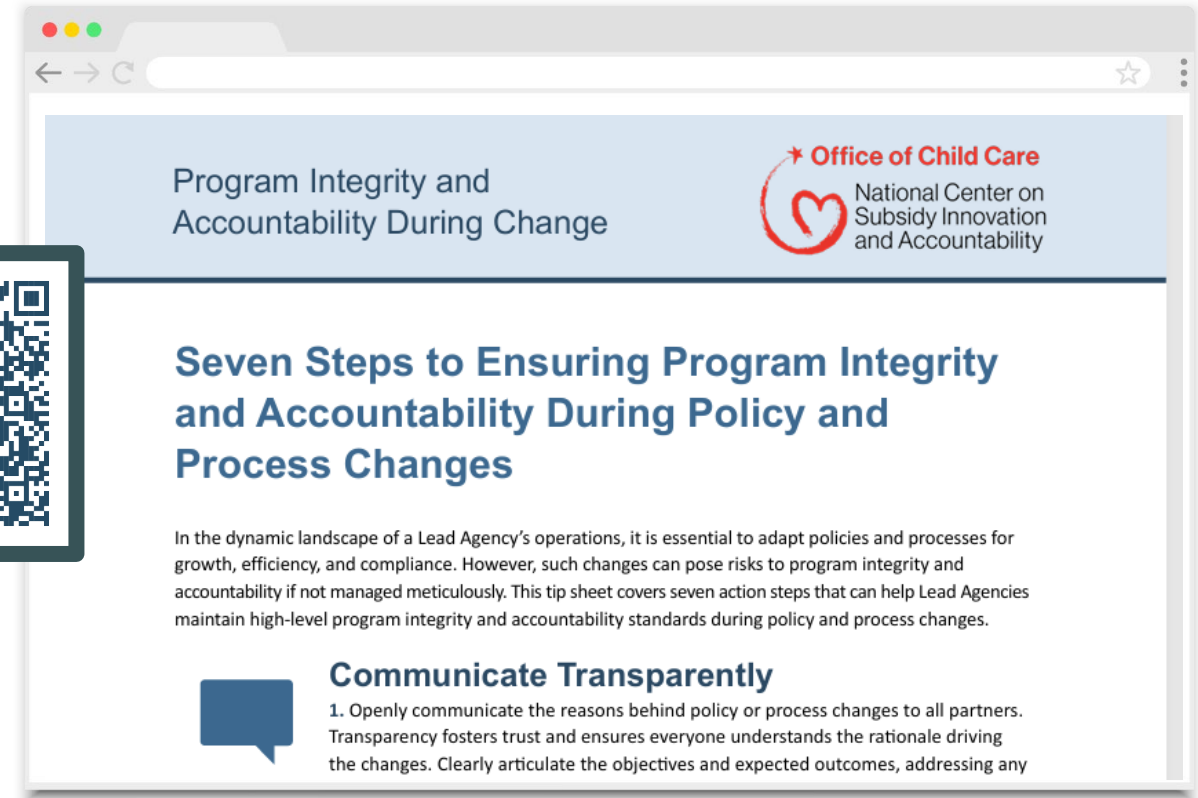 Program Integrity and
Accountability During Change
Office of Child Care
National Center on
Subsidy Innovation
and Accountability
Seven Steps to Ensuring Program Integrity
and Accountability During Policy and
Process Changes
In the dynamic landscape of a Lead Agency’s operations, it is essential to adapt policies and processes for
growth, efficiency, and compliance. However, such changes can pose risks to program integrity and
accountability if not managed meticulously. This tip sheet covers seven action steps that can help Lead Agencies
maintain high-level program integrity and accountability standards during policy and process changes.
Communicate Transparently
1. Openly communicate the reasons behind policy or process changes to all partners.
Transparency fosters trust and ensures everyone understands the rationale driving
the changes. Clearly articulate the objectives and expected outcomes, addressing any